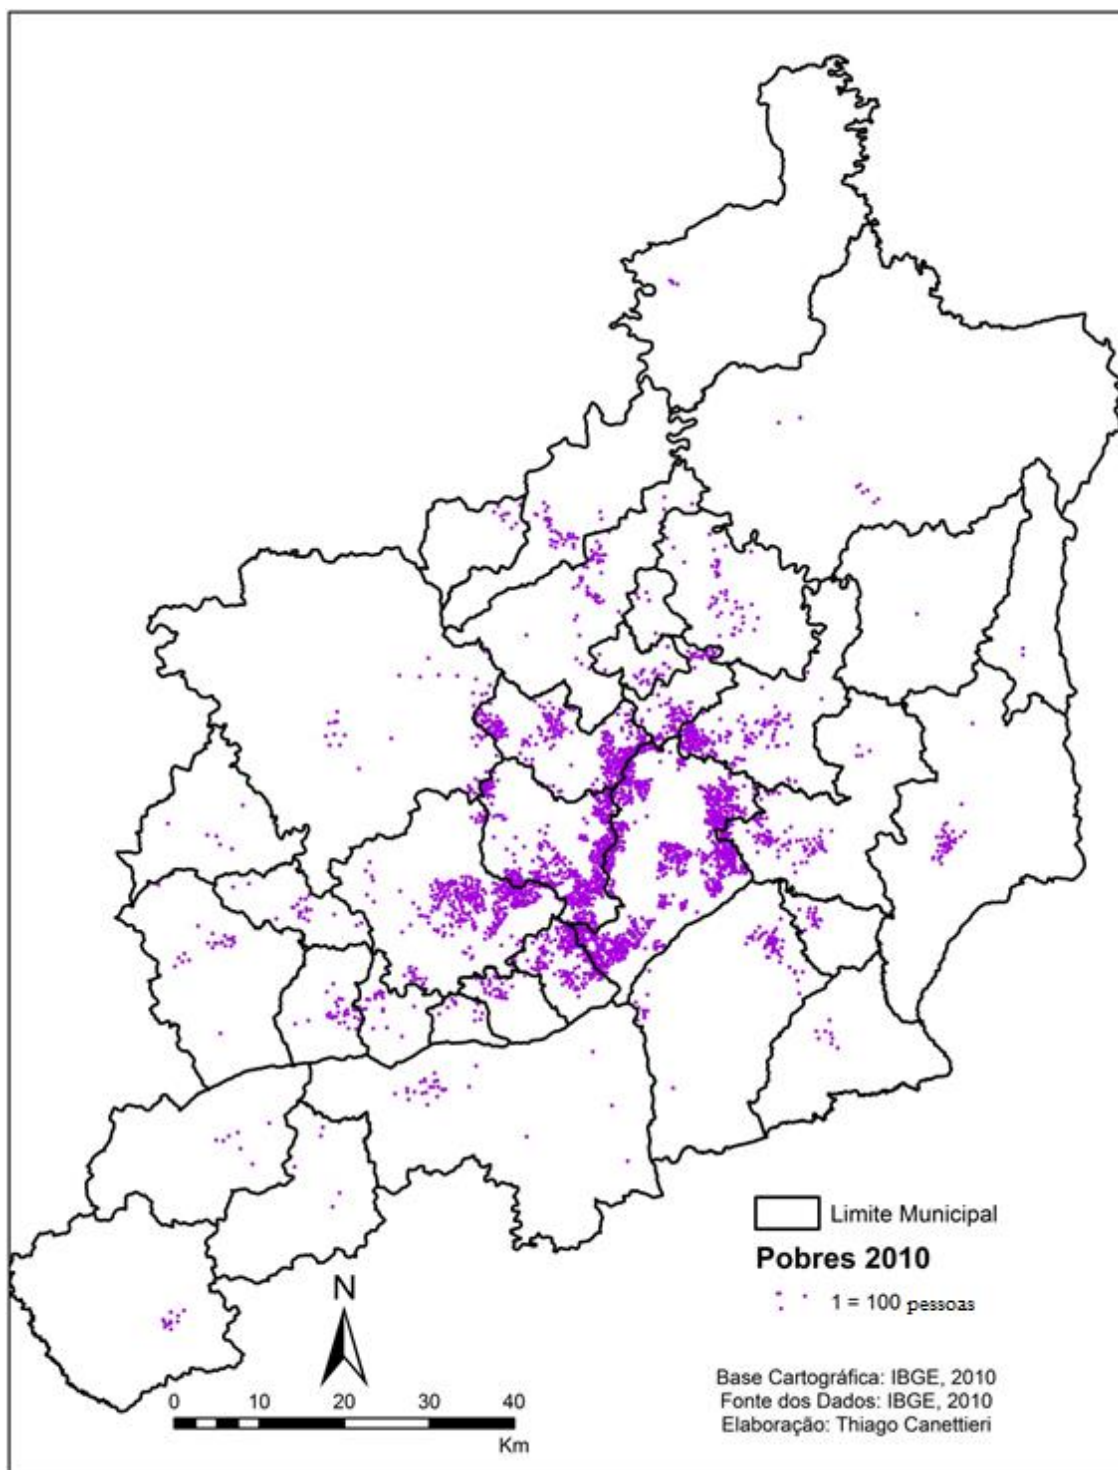 Limite Municipal
Pobres 2010
1 = 100 pessoas
N
0 10 20 30 40
Km
Base Cartográfica: IBGE, 2010
Fonte dos Dados: IBGE, 2010
Elaboração: Thiago Canettieri